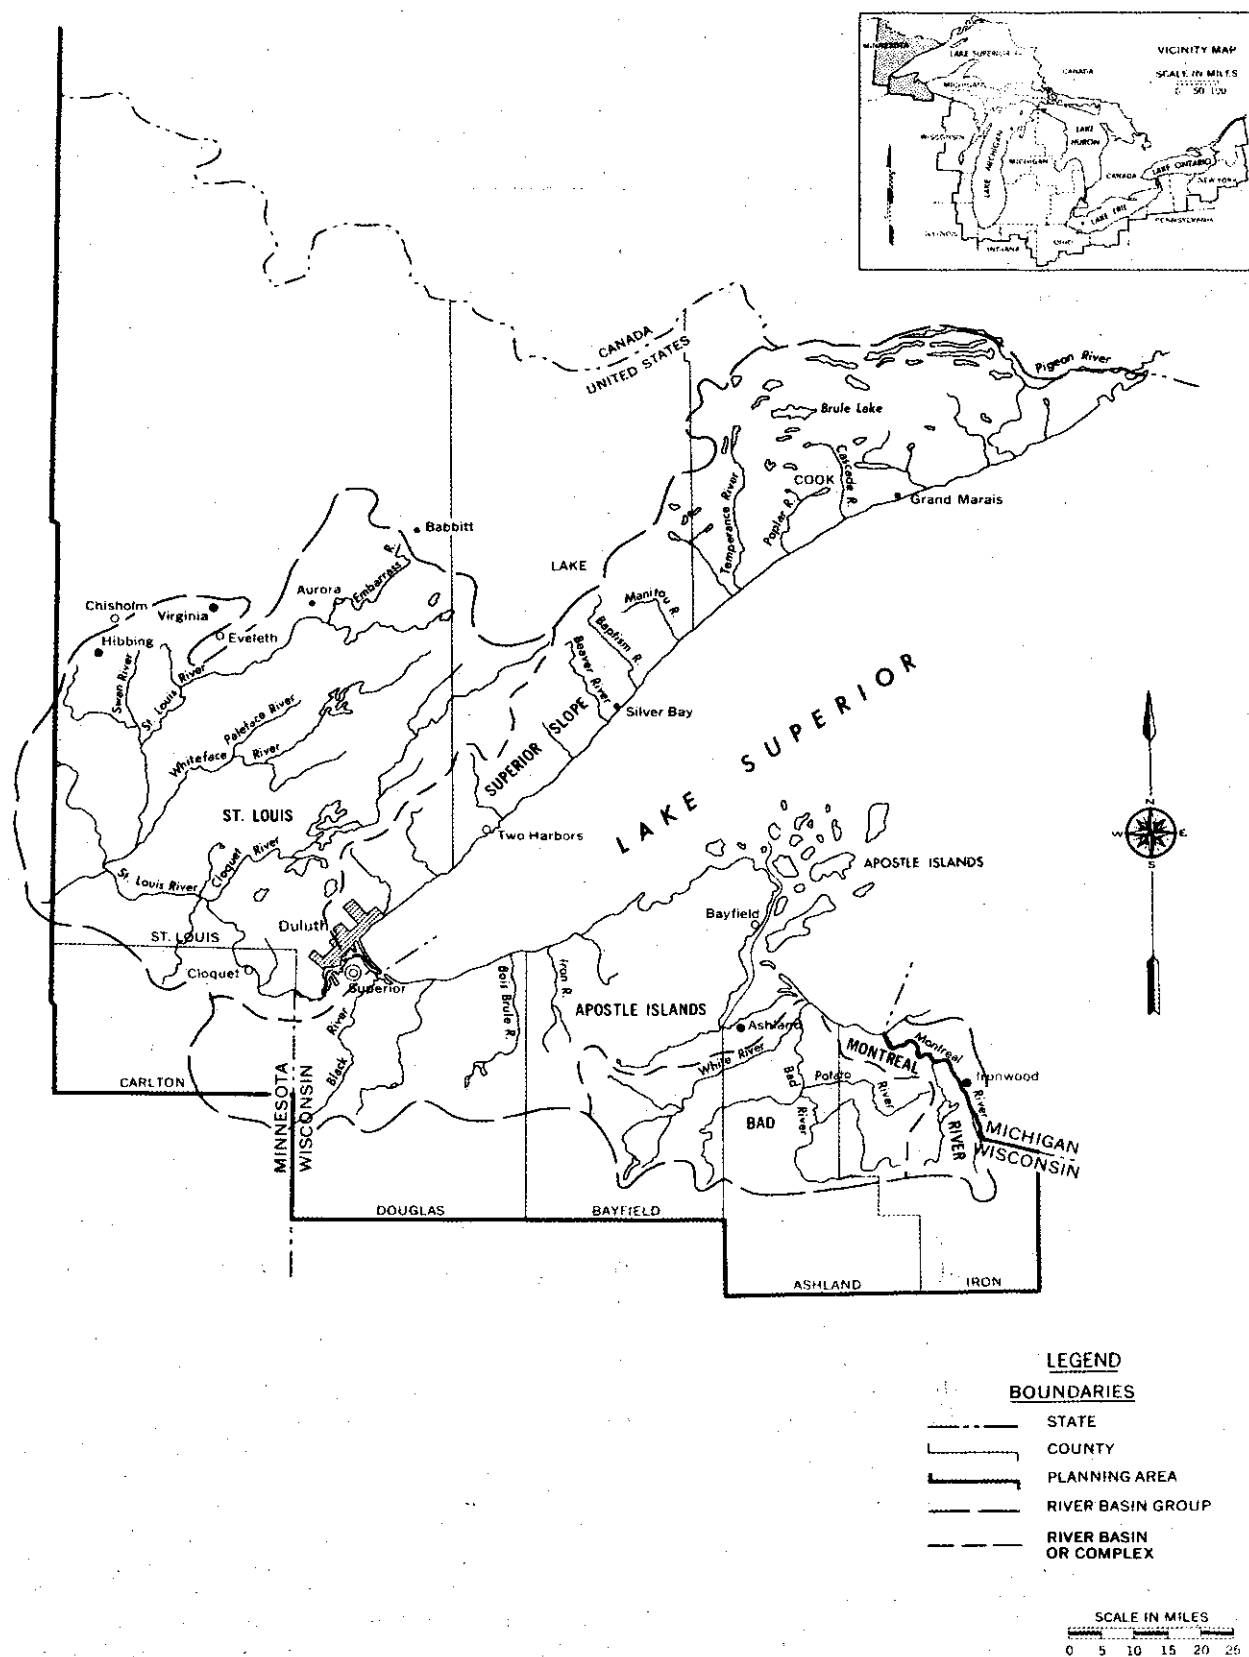 MINNESOTA
LAKE SUPERIOR
CANADA
VICINITY MAP
SCALE IN MILES
0 50 100
MICHIGAN
WISCONSIN
LAKE MICHIGAN
MICHIGAN
LAKE HURON
CANADA
LAKE ONTARIO
NEW YORK
LAKE ERIE
PENNSYLVANIA
ILLINOIS
INDIANA
OHIO
CANADA
UNITED STATES
Pigeon River
Brule Lake
Cascade R.
COOK
Grand Marais
Temperance River
Poplar R.
Babbitt
LAKE
Embarrass R.
Aurora
Manitou R.
Chisholm
Virginia
Eveleth
Hibbing
Baptism R.
Beaver River
Swan River
St. Louis River
Silver Bay
Paleface River
Whiteface River
SUPERIOR SLOPE
LAKE SUPERIOR
ST. LOUIS
Two Harbors
Cloquet River
St. Louis River
APOSTLE ISLANDS
N
W E
S
Bayfield
Duluth
ST. LOUIS
Cloquet
Superior
Bois Brule R.
Iron R.
APOSTLE ISLANDS
Ashland
White River
Montreal River
MONTREAL RIVER
Ironwood
Black River
Bad River
Potato River
BAD
CARLTON
MINNESOTA
WISCONSIN
MICHIGAN
WISCONSIN
DOUGLAS
BAYFIELD
ASHLAND
IRON
LEGEND
BOUNDARIES
STATE
COUNTY
PLANNING AREA
RIVER BASIN GROUP
RIVER BASIN
OR COMPLEX
SCALE IN MILES
0 5 10 15 20 25